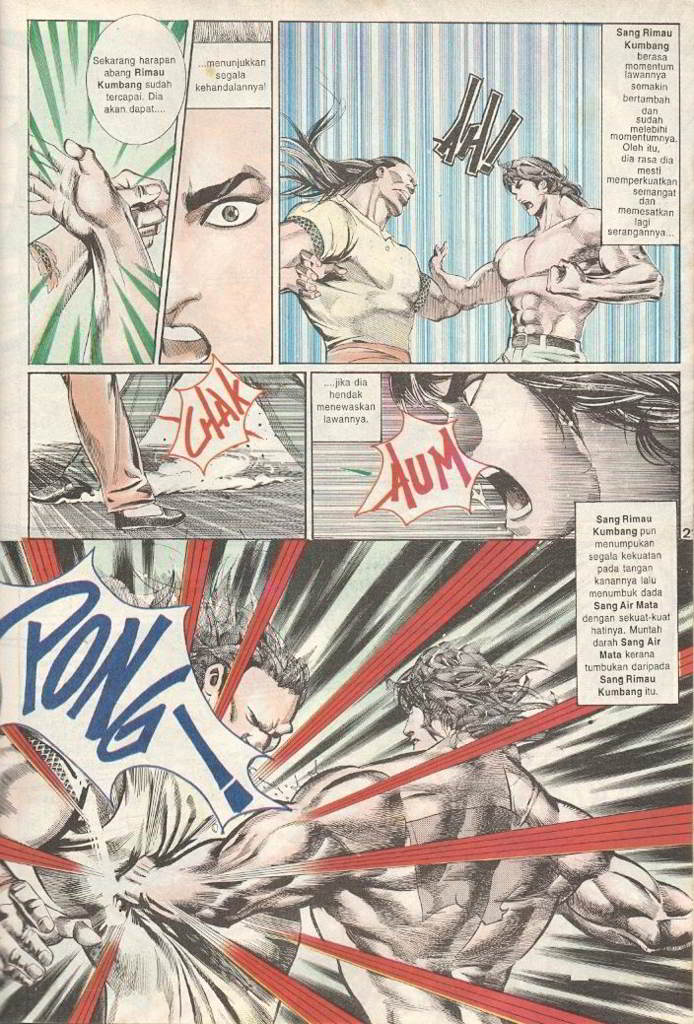 Sekarang harapan
abang Rimau
Kumbang sudah
tercapai. Dia
akan dapat....
...menunjukkan
segala
kehandalannya!
AH!
Sang Rimau
Kumbang
berasa
momentum
lawannya
semakin
bertambah
dan
sudah
melebihi
momentumnya.
Oleh itu,
dia rasa dia
mesti
memperkuatkan
semangat
dan
memesatkan
lagi
serangannya...
CHAK
....jika dia
hendak
menewaskan
lawannya.
AUM
2
Sang Rimau
Kumbang pun
menumpukan
segala kekuatan
pada tangan
kanannya lalu
menumbuk dada
Sang Air Mata
dengan sekuat-kuat
hatinya. Muntah
darah Sang Air
Mata kerana
tumbukan daripada
Sang Rimau
Kumbang itu.
PONG!